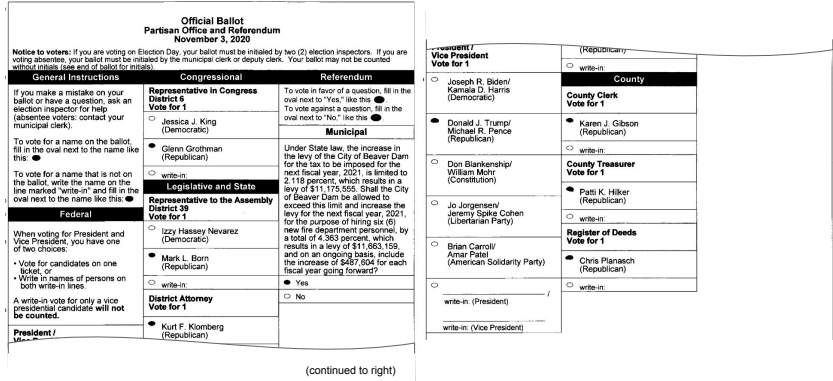 Official Ballot
Partisan Office and Referendum
November 3, 2020
Notice to voters: If you are voting on Election Day, your ballot must be initialed by two (2) election inspectors. If you are
voting absentee, your ballot must be initialed by the municipal clerk or deputy clerk. Your ballot may not be counted
without initials (see end of ballot for initials).
General Instructions
If you make a mistake on your
ballot or have a question, ask an
election inspector for help
(absentee voters: contact your
municipal clerk).
To vote for a name on the ballot,
fill in the oval next to the name like
this:
To vote for a name that is not on
the ballot, write the name on the
line marked "write-in" and fill in the
oval next to the name like this:
Federal
When voting for President and
Vice President, you have one
of two choices:
• Vote for candidates on one
ticket, or
• Write in names of persons on
both write-in lines.
A write-in vote for only a vice
presidential candidate will not
be counted.
President /
Congressional
Representative in Congress
District 6
Vote for 1
Jessica J. King
(Democratic)
Glenn Grothman
(Republican)
write-in:
Legislative and State
Representative to the Assembly
District 39
Vote for 1
Izzy Hassey Nevarez
(Democratic)
Mark L. Born
(Republican)
write-in:
District Attorney
Vote for 1
Kurt F. Klomberg
(Republican)
Referendum
To vote in favor of a question, fill in the
oval next to "Yes," like this
To vote against a question, fill in the
oval next to "No," like this
Municipal
Under State law, the increase in
the levy of the City of Beaver Dam
for the tax to be imposed for the
next fiscal year, 2021, is limited to
2.118 percent, which results in a
levy of $11,175,555. Shall the City
of Beaver Dam be allowed to
exceed this limit and increase the
levy for the next fiscal year, 2021,
for the purpose of hiring six (6)
new fire department personnel, by
a total of 4.363 percent, which
results in a levy of $11,663,159,
and on an ongoing basis, include
the increase of $487,604 for each
fiscal year going forward?
Yes
No
(continued to right)
President /
Vice President
Vote for 1
Joseph R. Biden/
Kamala D. Harris
(Democratic)
Donald J. Trump/
Michael R. Pence
(Republican)
Don Blankenship/
William Mohr
(Constitution)
Jo Jorgensen/
Jeremy Spike Cohen
(Libertarian Party)
Brian Carroll/
Amar Patel
(American Solidarity Party)
/
write-in: (President)
write-in: (Vice President)
(Republican)
write-in:
County
County Clerk
Vote for 1
Karen J. Gibson
(Republican)
write-in:
County Treasurer
Vote for 1
Patti K. Hilker
(Republican)
write-in:
Register of Deeds
Vote for 1
Chris Planasch
(Republican)
write-in: